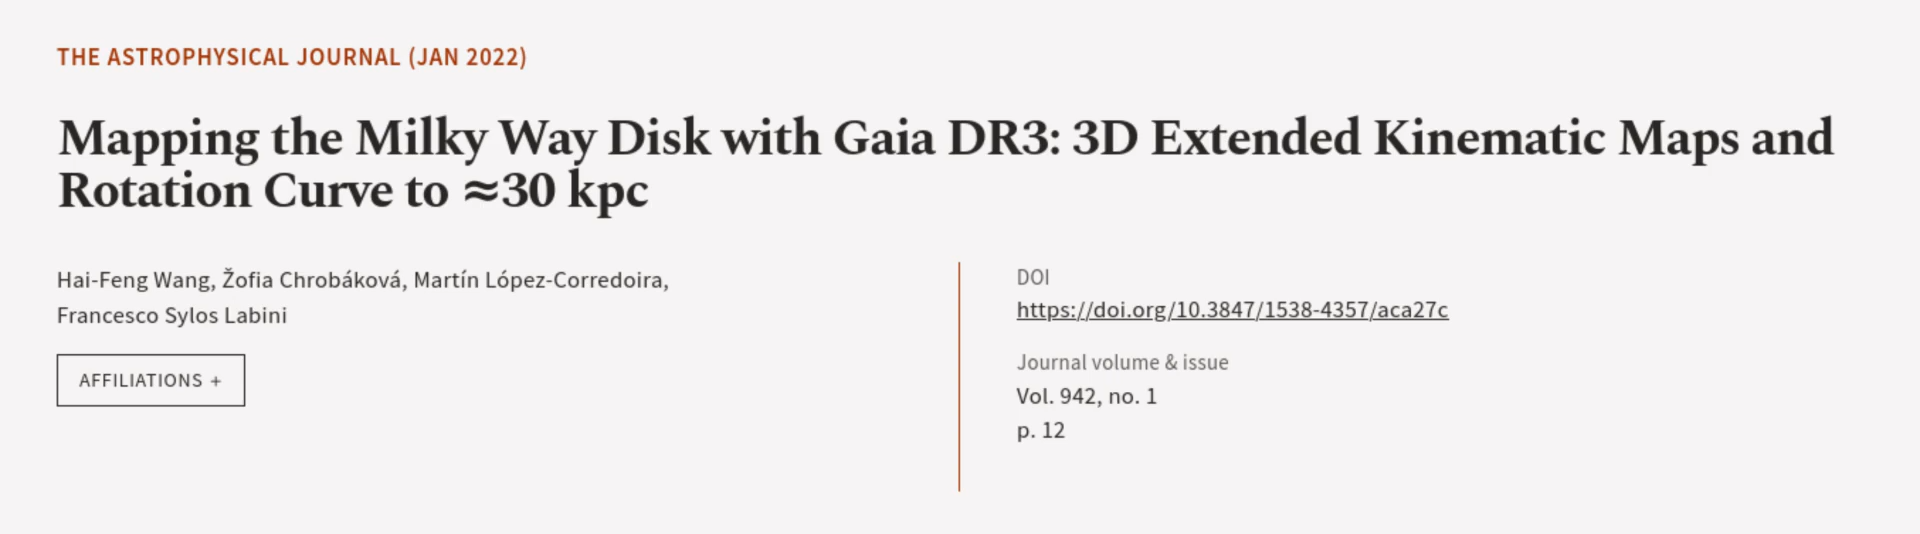 THE ASTROPHYSICAL JOURNAL (JAN 2022)
Mapping the Milky Way Disk with Gaia DR3: 3D Extended Kinematic Maps and
Rotation Curve to ≈30 kpc
Hai-Feng Wang, Žofia Chrobáková, Martín López-Corredoira,
Francesco Sylos Labini
AFFILIATIONS +
DOI
https://doi.org/10.3847/1538-4357/aca27c
Journal volume & issue
Vol. 942, no. 1
p. 12